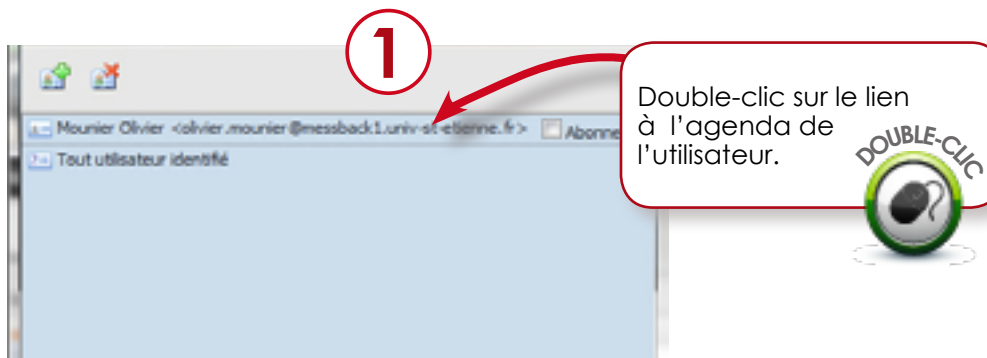 1
Mounier Olivier <olivier.mounier@messback1.univ-st-etienne.fr> Abonne
Tout utilisateur identifié
Double-clic sur le lien
à l'agenda de
l'utilisateur.
DOUBLE-CLIC